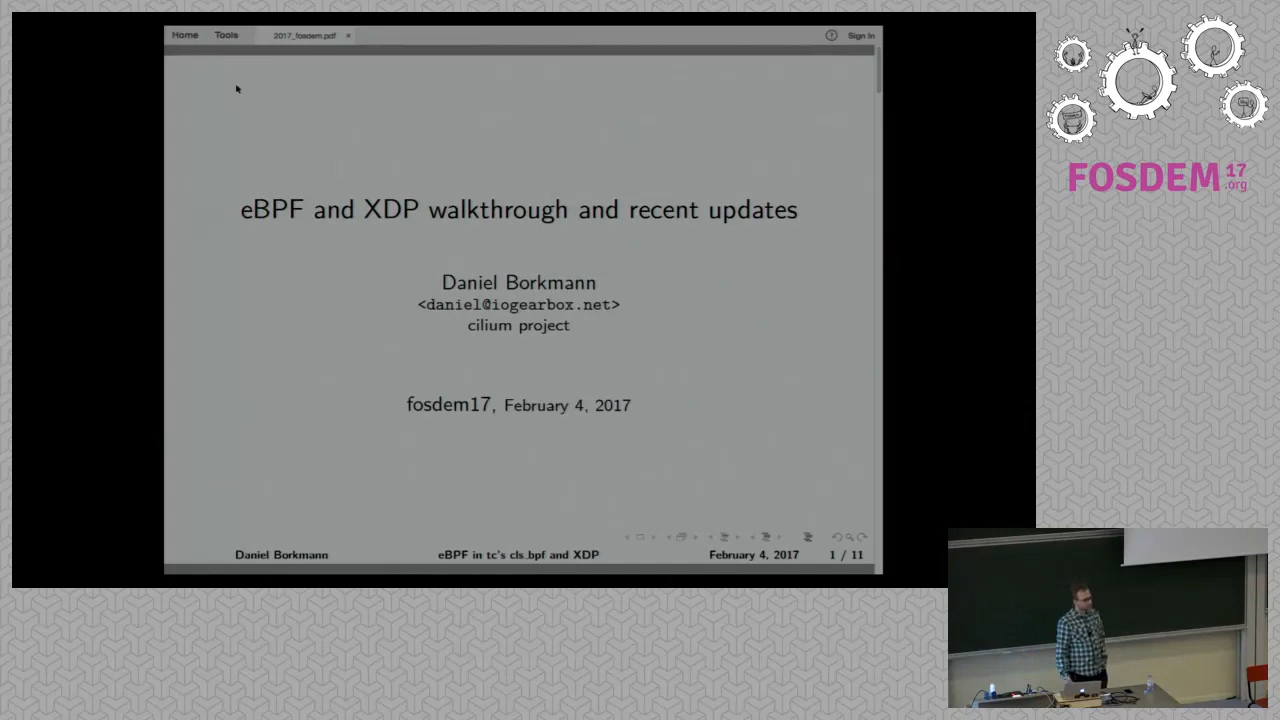 Home Tools 2017_fosdem.pdf × ? Sign In
eBPF and XDP walkthrough and recent updates
Daniel Borkmann
<daniel@iogearbox.net>
cilium project
fosdem17, February 4, 2017
Daniel Borkmann eBPF in tc's cls_bpf and XDP February 4, 2017 1 / 11
FOSDEM 17 .org